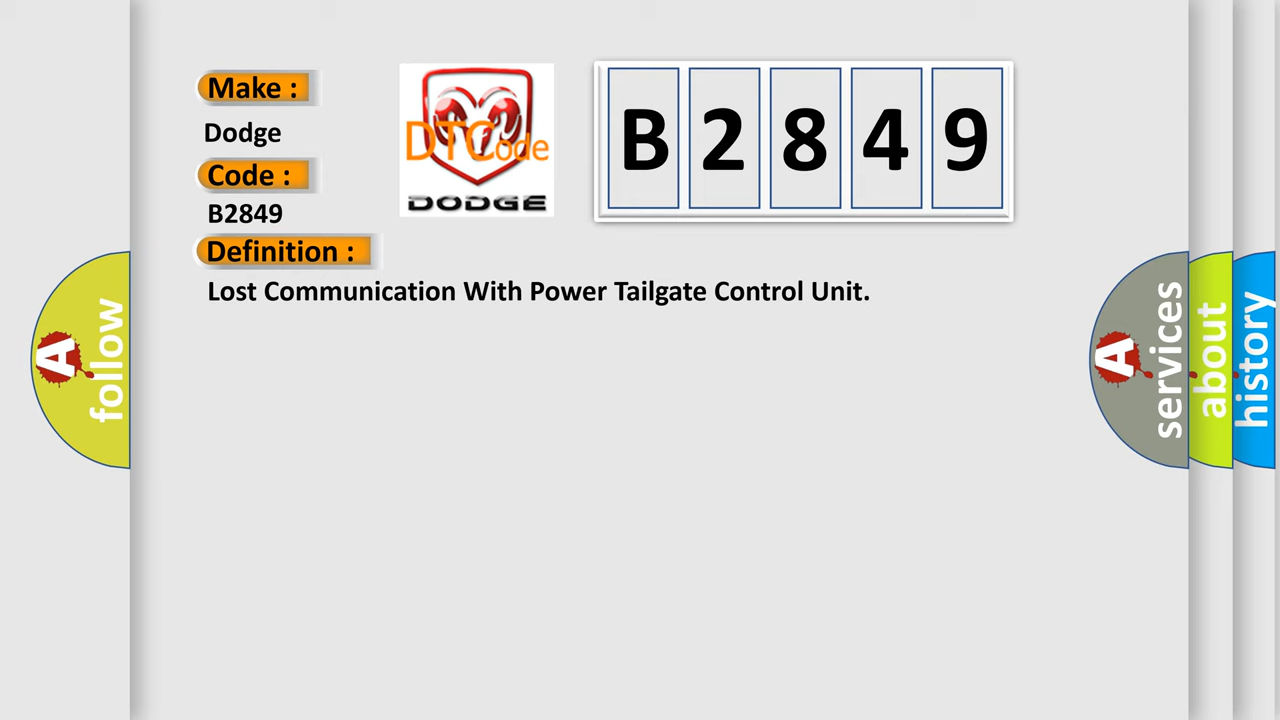 Make :
Dodge
Code :
B2849
Definition :
Lost Communication With Power Tailgate Control Unit.
DTCode
DODGE
B 2 8 4 9
A follow
A services
about
history